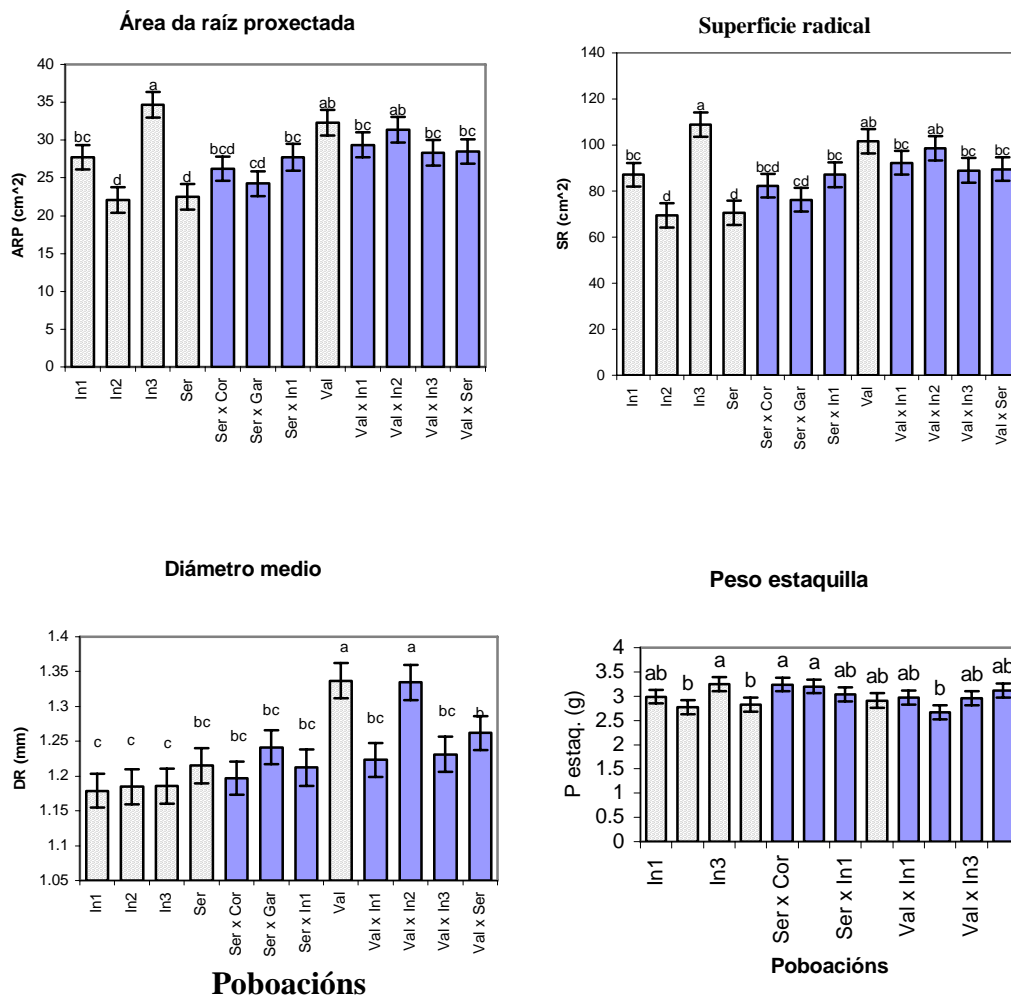 Área da raíz proxectada
ARP (cm^2)
40
35
30
25
20
15
10
5
0
bc
d
a
d
bcd
cd
bc
ab
bc
ab
bc
bc
In1
In2
In3
Ser
Ser x Cor
Ser x Gar
Ser x In1
Val
Val x In1
Val x In2
Val x In3
Val x Ser
Superficie radical
SR (cm^2)
140
120
100
80
60
40
20
0
bc
d
a
d
bcd
cd
bc
ab
bc
ab
bc
bc
In1
In2
In3
Ser
Ser x Cor
Ser x Gar
Ser x In1
Val
Val x In1
Val x In2
Val x In3
Val x Ser
Diámetro medio
DR (mm)
1.4
1.35
1.3
1.25
1.2
1.15
1.1
1.05
c
c
c
bc
bc
bc
bc
a
bc
a
bc
b
In1
In2
In3
Ser
Ser x Cor
Ser x Gar
Ser x In1
Val
Val x In1
Val x In2
Val x In3
Val x Ser
Poboacións
Peso estaquilla
P estaq. (g)
4
3.5
3
2.5
2
1.5
1
0.5
0
ab
b
a
b
a
a
ab
ab
ab
b
ab
ab
In1
In3
Ser x Cor
Ser x In1
Val x In1
Val x In3
Poboacións